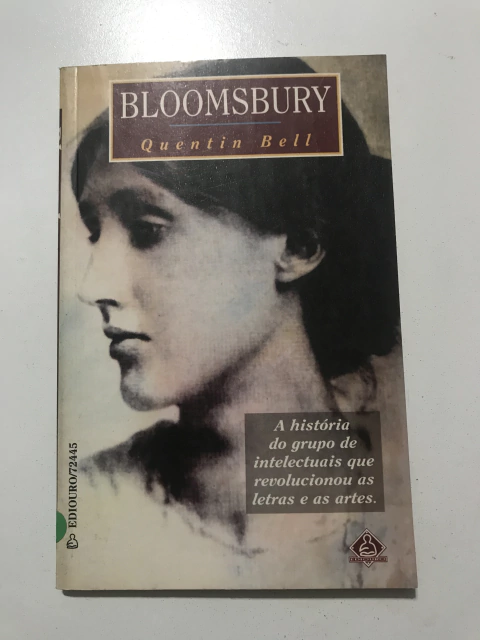 BLOOMSBURY
Quentin Bell
A história
do grupo de
intelectuais que
revolucionou as
letras e as artes.
EDIOURO/72445